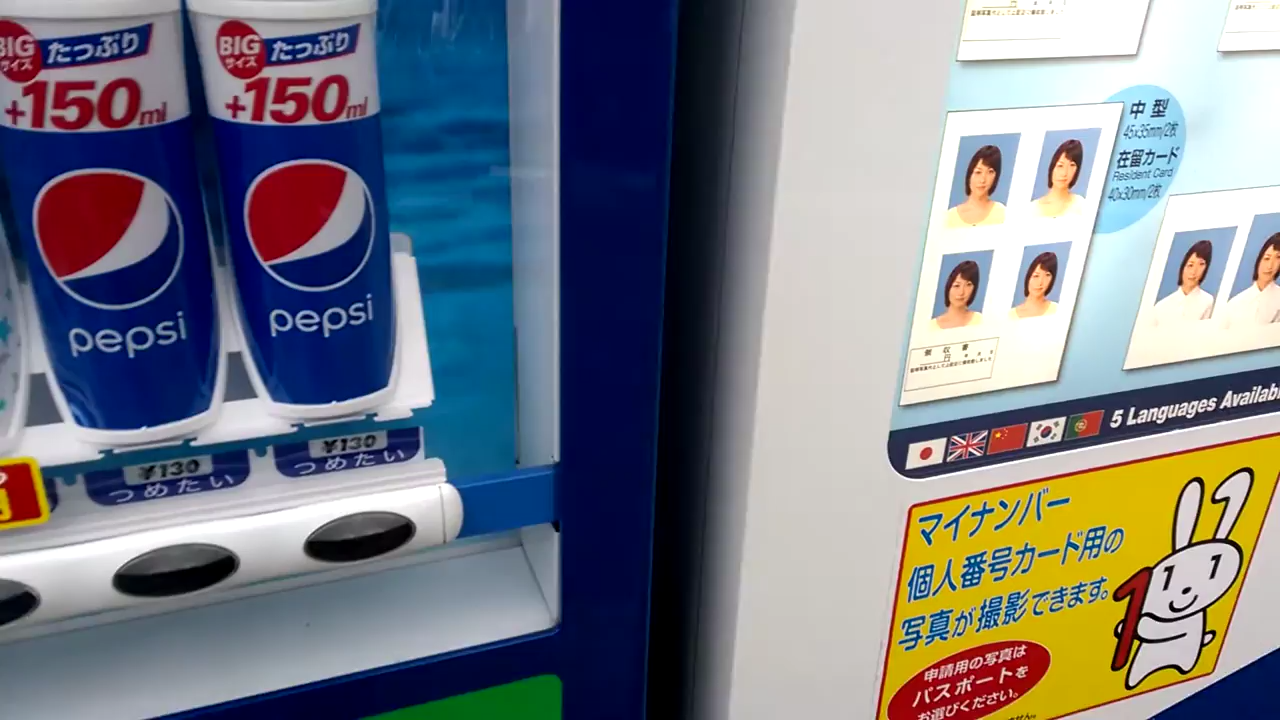 BIG
サイズ
たっぷり
+150ml
pepsi
BIG
サイズ
たっぷり
+150ml
pepsi
¥130
つめたい
¥130
つめたい
中型
45x35mm/2枚
在留カード
Resident Card
40x30mm/2枚
領収書
円
5 Languages Availab
マイナンバー
個人番号カード用の
写真が撮影できます。
申請用の写真は
パスポートを
お選びください。